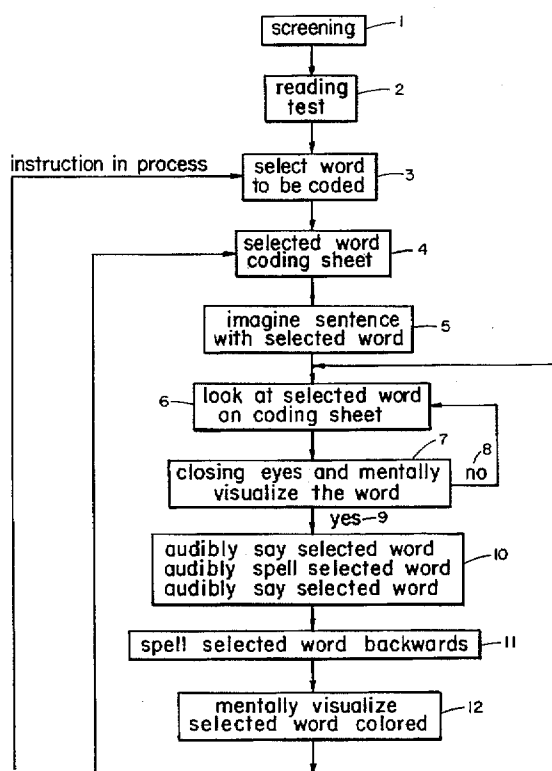 screening
1
reading
test
2
instruction in process
select word
to be coded
3
selected word
coding sheet
4
imagine sentence
with selected word
5
6
look at selected word
on coding sheet
7
8
no
closing eyes and mentally
visualize the word
yes
9
audibly say selected word
audibly spell selected word
audibly say selected word
10
spell selected word backwards
11
mentally visualize
selected word colored
12